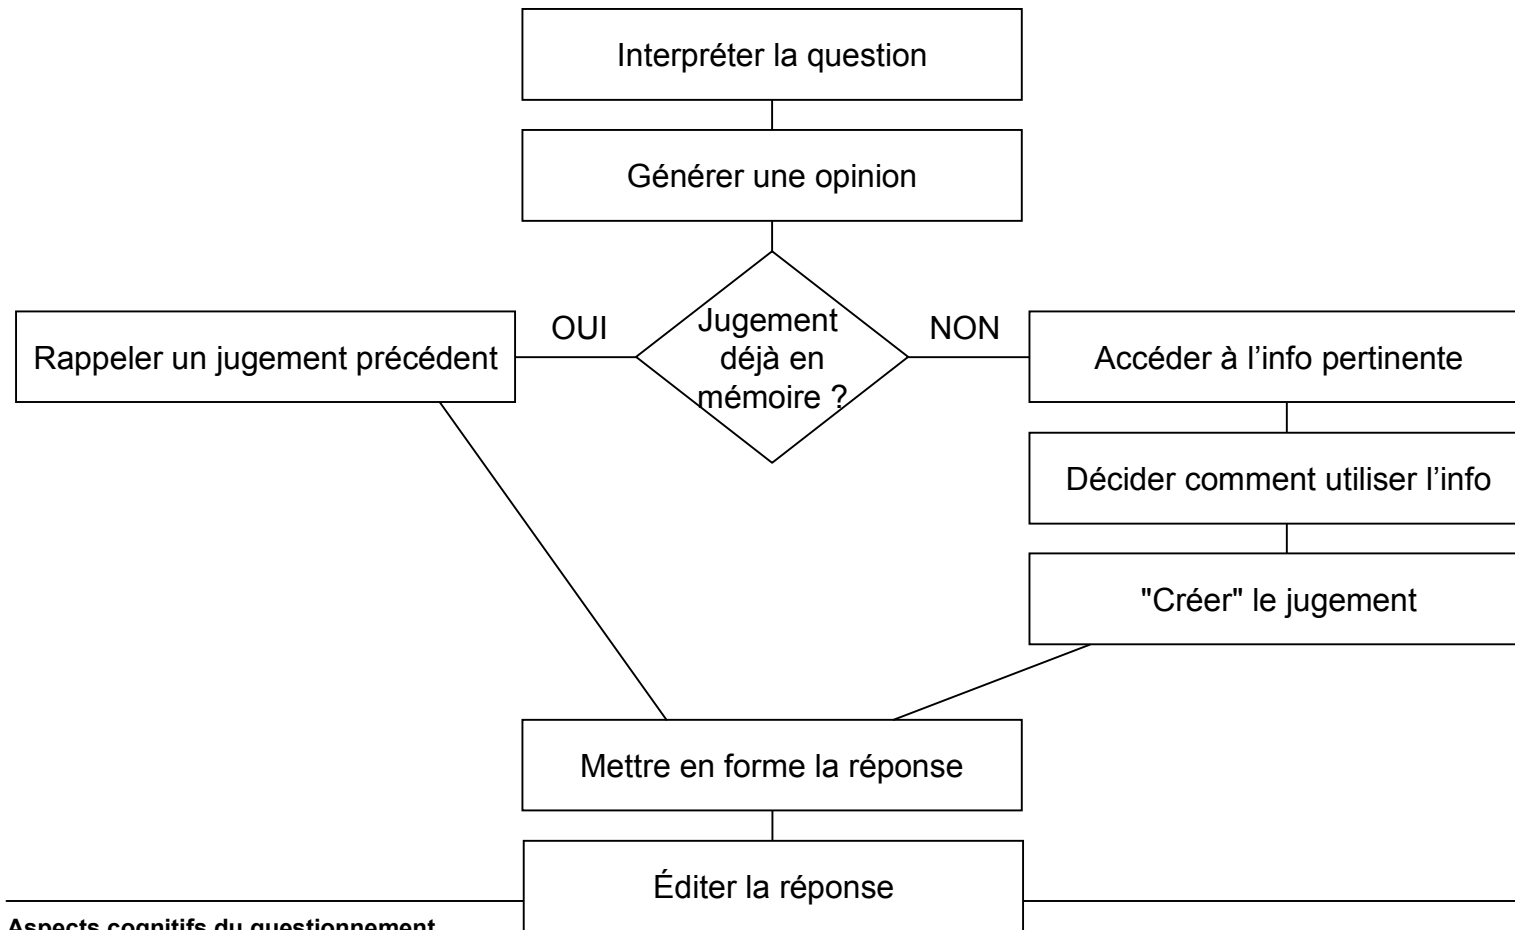 Interpréter la question
Générer une opinion
Jugement
déjà en
mémoire ?
OUI
NON
Rappeler un jugement précédent
Accéder à l’info pertinente
Décider comment utiliser l’info
"Créer" le jugement
Mettre en forme la réponse
Éditer la réponse
Aspects cognitifs du questionnement